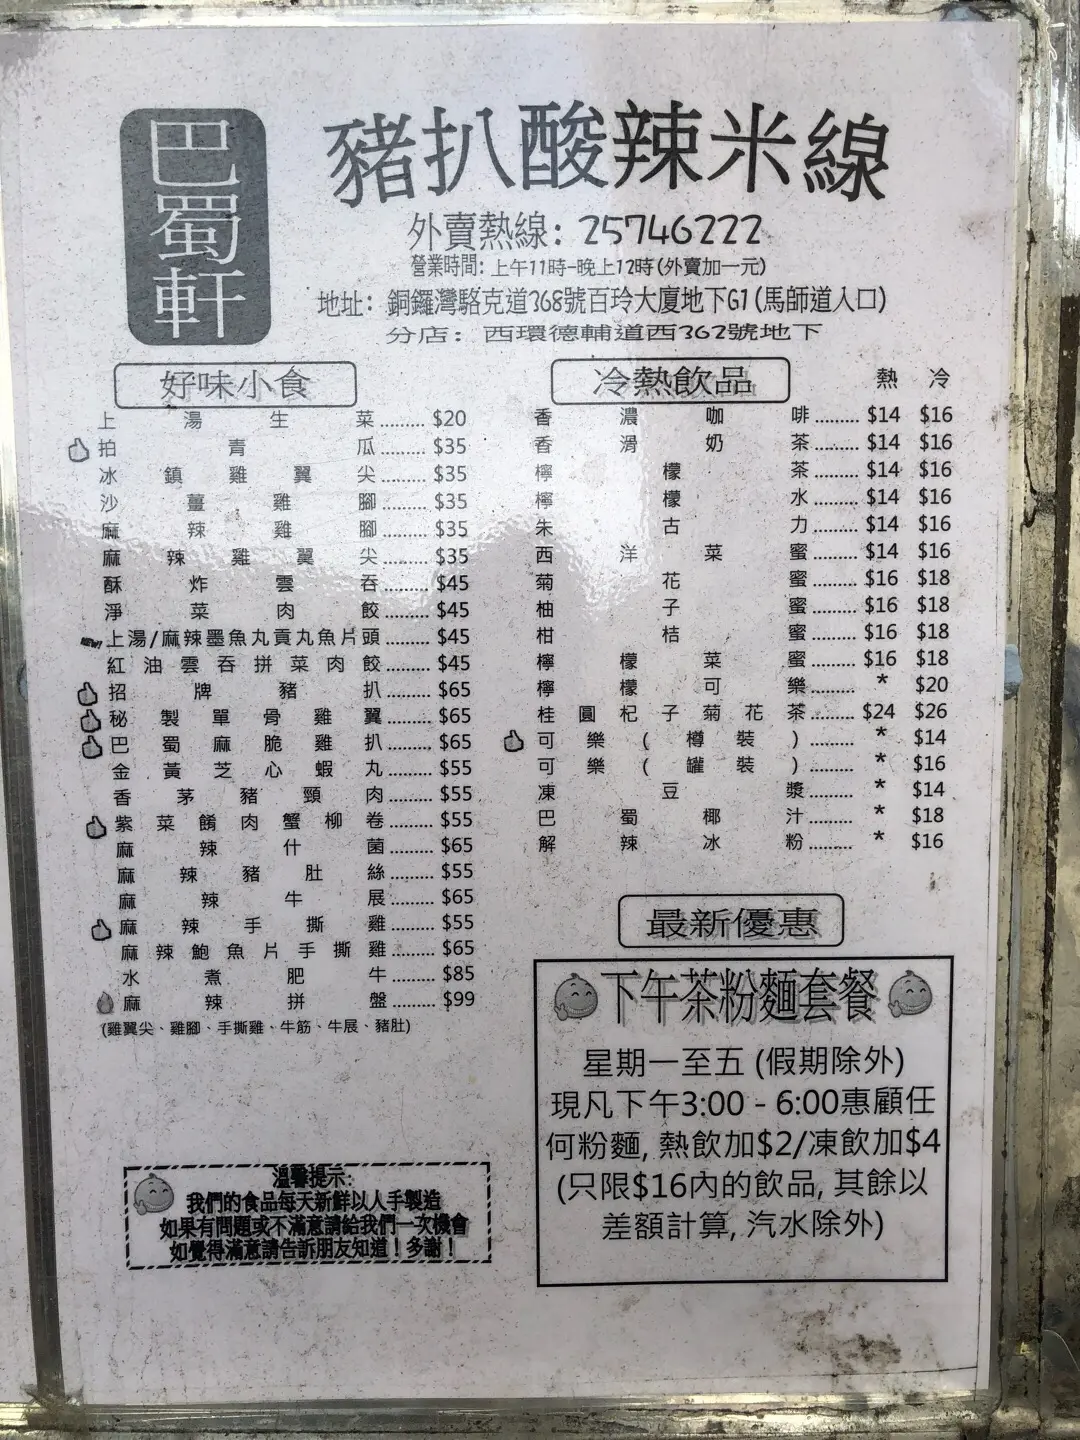 巴蜀軒
豬扒酸辣米線
外賣熱線: 25746222
營業時間: 上午11時-晚上12時(外賣加一元)
地址: 銅鑼灣駱克道368號百玲大廈地下G1(馬師道入口)
分店: 西環德輔道西362號地下
好味小食
上湯生菜......... $20
拍青瓜......... $35
冰鎮雞翼尖......... $35
沙薑雞腳......... $35
麻辣雞腳......... $35
麻辣雞翼尖......... $35
酥炸雲吞......... $45
淨菜肉餃......... $45
NEW! 上湯/麻辣墨魚丸貢丸魚片頭......... $45
紅油雲吞拼菜肉餃......... $45
招牌豬扒......... $65
秘製單骨雞翼......... $65
巴蜀麻脆雞扒......... $65
金黃芝心蝦丸......... $55
香茅豬頸肉......... $55
紫菜餚肉蟹柳卷......... $55
麻辣什菌......... $65
麻辣豬肚絲......... $55
麻辣牛展......... $65
麻辣手撕雞......... $55
麻辣鮑魚片手撕雞......... $65
水煮肥牛......... $85
麻辣拼盤......... $99
(雞翼尖、雞腳、手撕雞、牛筋、牛展、豬肚)
溫馨提示:
我們的食品每天新鮮以人手製造
如果有問題或不滿意請給我們一次機會
如覺得滿意請告訴朋友知道！多謝！
冷熱飲品 熱 冷
香濃咖啡......... $14 $16
香滑奶茶......... $14 $16
檸檬茶......... $14 $16
檸檬水......... $14 $16
朱古力......... $14 $16
西洋菜蜜......... $14 $16
菊花蜜......... $16 $18
柚子蜜......... $16 $18
柑桔蜜......... $16 $18
檸檬菜蜜......... $16 $18
檸檬可樂......... * $20
桂圓杞子菊花茶......... $24 $26
可樂(樽裝)......... * $14
可樂(罐裝)......... * $16
凍豆漿......... * $14
巴蜀椰汁......... * $18
解辣冰粉......... * $16
最新優惠
下午茶粉麵套餐
星期一至五 (假期除外)
現凡下午3:00 - 6:00惠顧任
何粉麵, 熱飲加$2/凍飲加$4
(只限$16內的飲品, 其餘以
差額計算, 汽水除外)